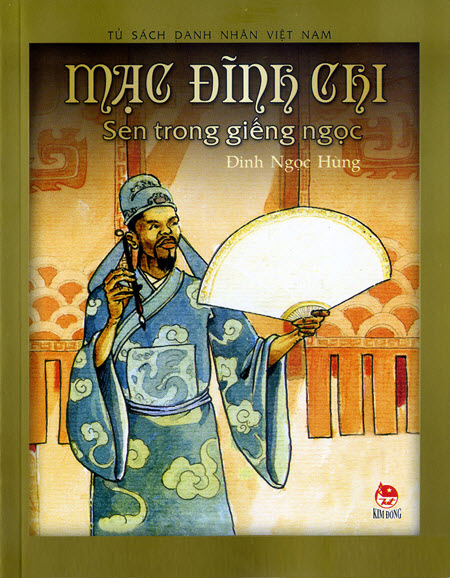 TỦ SÁCH DANH NHÂN VIỆT NAM
MẠC ĐĨNH CHI
Sen trong giếng ngọc
Đinh Ngọc Hùng
KIM ĐỒNG